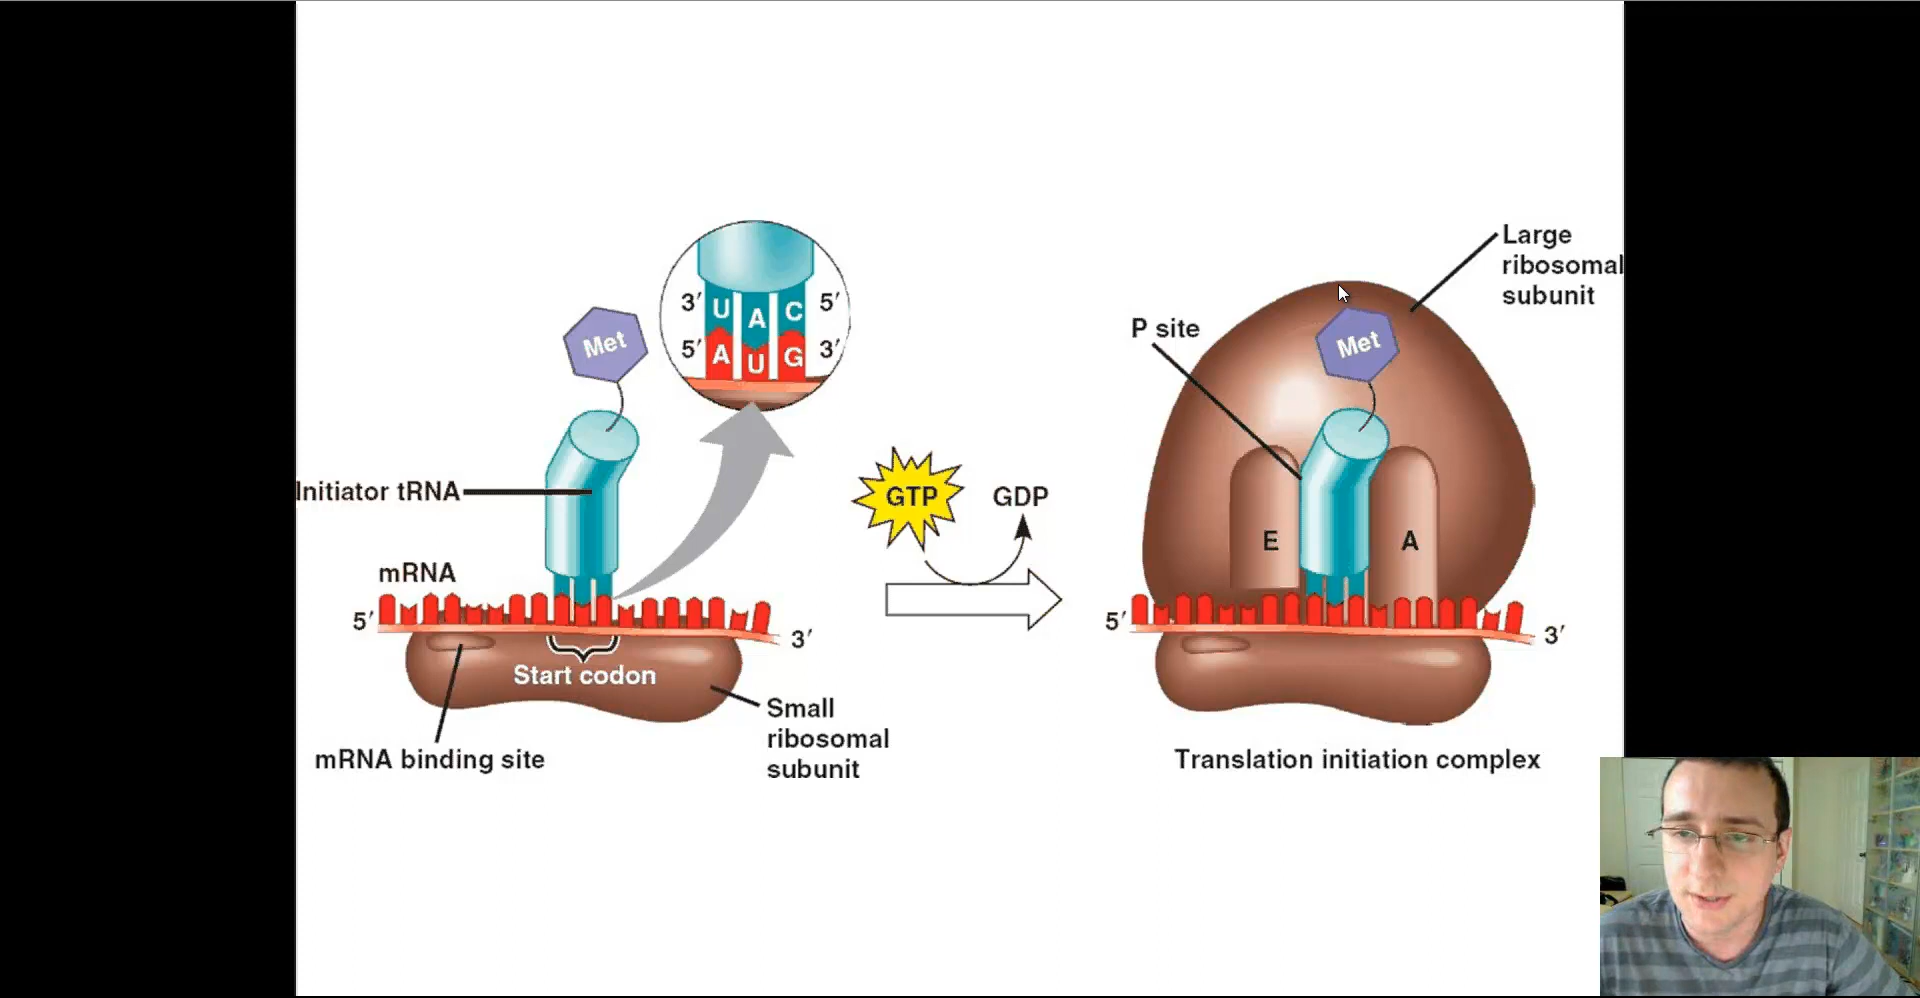 Large
ribosomal
subunit
P site
Met
Met
3′ U A C 5′
5′ A U G 3′
Initiator tRNA
GTP
GDP
E
A
mRNA
5′
3′
5′
3′
Start codon
Small
ribosomal
subunit
mRNA binding site
Translation initiation complex